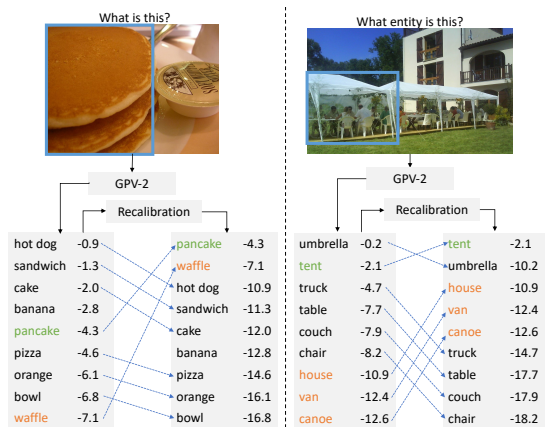 What is this?
GPV-2
Recalibration
hot dog -0.9
sandwich -1.3
cake -2.0
banana -2.8
pancake -4.3
pizza -4.6
orange -6.1
bowl -6.8
waffle -7.1
pancake -4.3
waffle -7.1
hot dog -10.9
sandwich -11.3
cake -12.0
banana -12.8
pizza -14.6
orange -16.1
bowl -16.8
What entity is this?
GPV-2
Recalibration
umbrella -0.2
tent -2.1
truck -4.7
table -7.7
couch -7.9
chair -8.2
house -10.9
van -12.4
canoe -12.6
tent -2.1
umbrella -10.2
house -10.9
van -12.4
canoe -12.6
truck -14.7
table -17.7
couch -17.9
chair -18.2